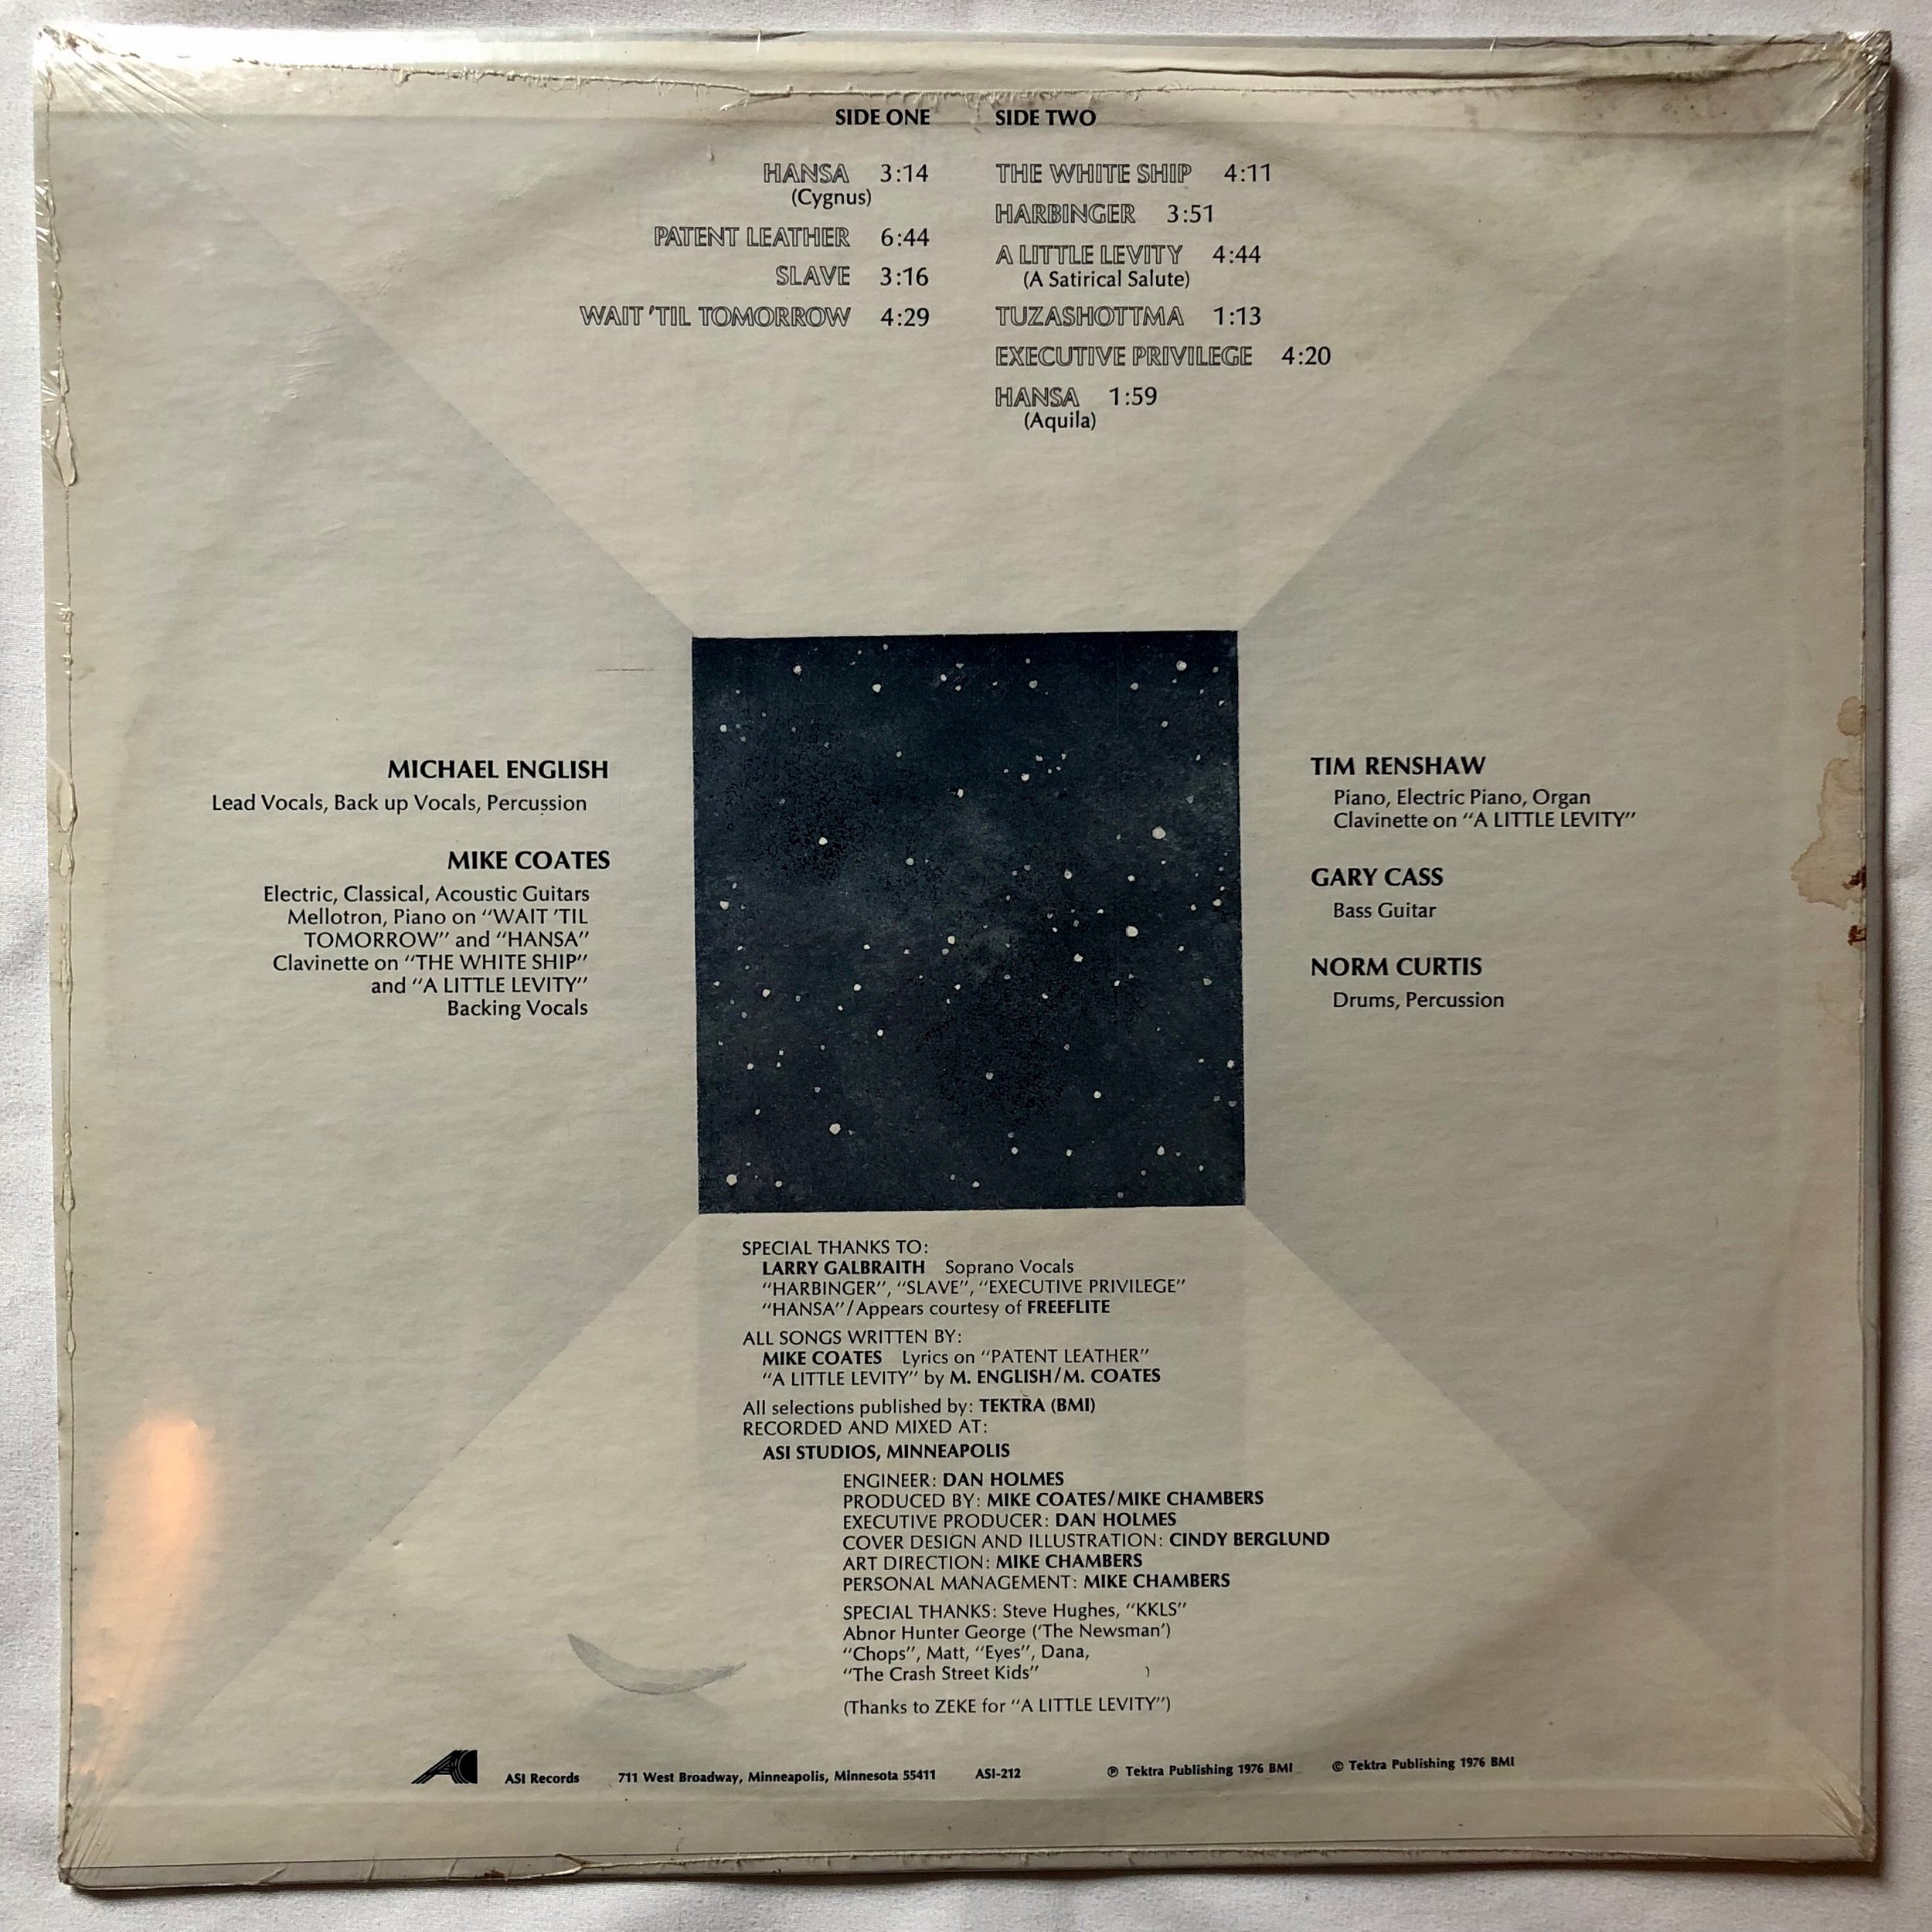 SIDE ONE
HANSA 3:14
(Cygnus)
PATENT LEATHER 6:44
SLAVE 3:16
WAIT 'TIL TOMORROW 4:29
SIDE TWO
THE WHITE SHIP 4:11
HARBINGER 3:51
A LITTLE LEVITY 4:44
(A Satirical Salute)
TUZASHOTTMA 1:13
EXECUTIVE PRIVILEGE 4:20
HANSA 1:59
(Aquila)
MICHAEL ENGLISH
Lead Vocals, Back up Vocals, Percussion
MIKE COATES
Electric, Classical, Acoustic Guitars
Mellotron, Piano on "WAIT 'TIL
TOMORROW" and "HANSA"
Clavinette on "THE WHITE SHIP"
and "A LITTLE LEVITY"
Backing Vocals
TIM RENSHAW
Piano, Electric Piano, Organ
Clavinette on "A LITTLE LEVITY"
GARY CASS
Bass Guitar
NORM CURTIS
Drums, Percussion
SPECIAL THANKS TO:
LARRY GALBRAITH Soprano Vocals
"HARBINGER", "SLAVE", "EXECUTIVE PRIVILEGE"
"HANSA"/Appears courtesy of FREEFLITE
ALL SONGS WRITTEN BY:
MIKE COATES Lyrics on "PATENT LEATHER"
"A LITTLE LEVITY" by M. ENGLISH/M. COATES
All selections published by: TEKTRA (BMI)
RECORDED AND MIXED AT:
ASI STUDIOS, MINNEAPOLIS
ENGINEER: DAN HOLMES
PRODUCED BY: MIKE COATES/MIKE CHAMBERS
EXECUTIVE PRODUCER: DAN HOLMES
COVER DESIGN AND ILLUSTRATION: CINDY BERGLUND
ART DIRECTION: MIKE CHAMBERS
PERSONAL MANAGEMENT: MIKE CHAMBERS
SPECIAL THANKS: Steve Hughes, "KKLS"
Abnor Hunter George ('The Newsman')
"Chops", Matt, "Eyes", Dana,
"The Crash Street Kids"
(Thanks to ZEKE for "A LITTLE LEVITY")
ASI Records 711 West Broadway, Minneapolis, Minnesota 55411 ASI-212 ℗ Tektra Publishing 1976 BMI © Tektra Publishing 1976 BMI